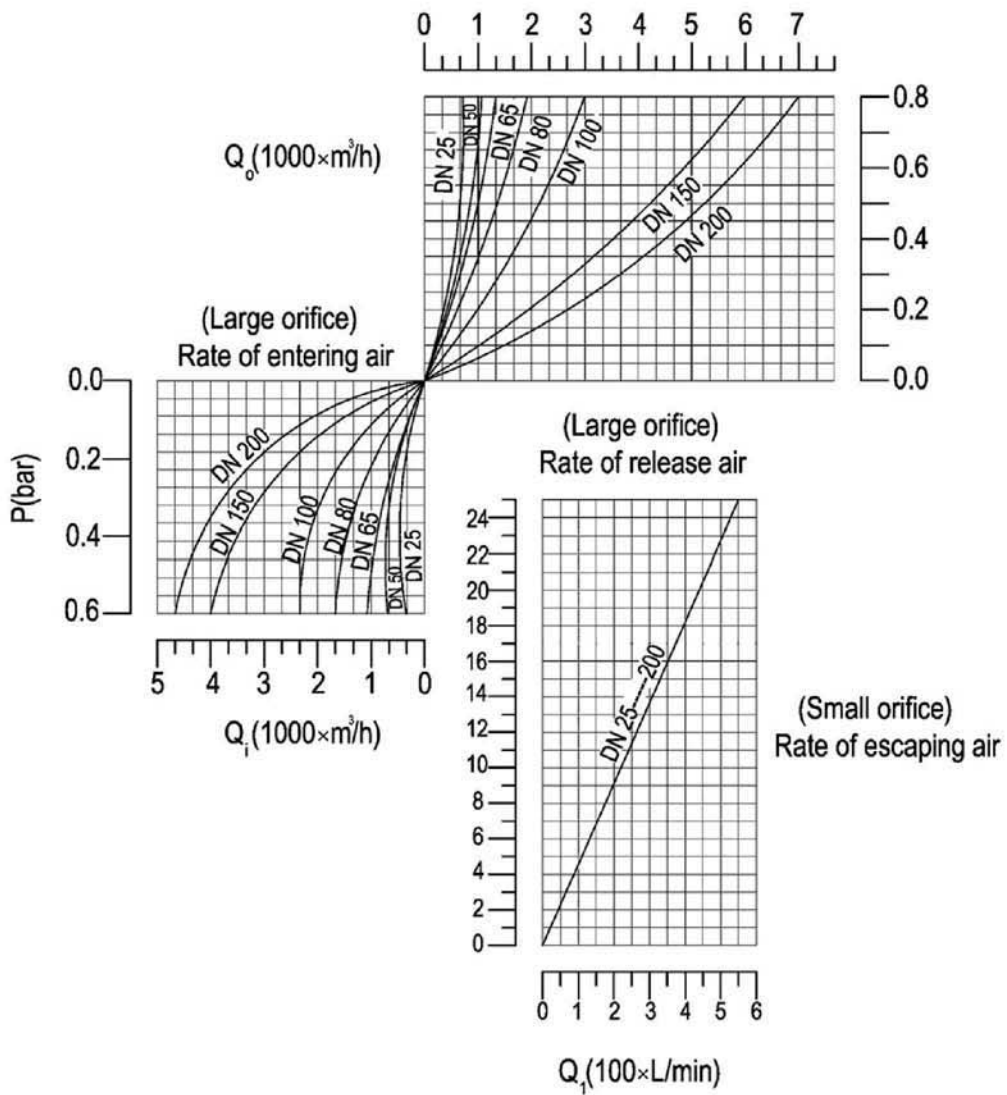 0 1 2 3 4 5 6 7
Q₀(1000×m³/h)
DN 25
DN 50
DN 65
DN 80
DN 100
DN 150
DN 200
0.8
0.6
0.4
0.2
0.0
(Large orifice)
Rate of entering air
P(bar)
0.0
0.2
0.4
0.6
DN 200
DN 150
DN 100
DN 80
DN 65
DN 50
DN 25
5 4 3 2 1 0
Qᵢ(1000×m³/h)
(Large orifice)
Rate of release air
24
22
20
18
16
14
12
10
8
6
4
2
0
DN 25-----200
(Small orifice)
Rate of escaping air
0 1 2 3 4 5 6
Q₁(100×L/min)